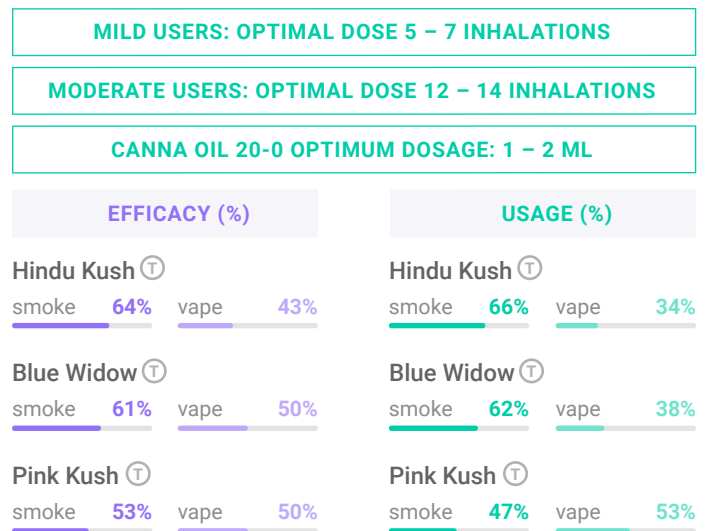 MILD USERS: OPTIMAL DOSE 5 – 7 INHALATIONS
MODERATE USERS: OPTIMAL DOSE 12 – 14 INHALATIONS
CANNA OIL 20-0 OPTIMUM DOSAGE: 1 – 2 ML
EFFICACY (%) USAGE (%)
Hindu Kush T Hindu Kush T
smoke 64% vape 43% smoke 66% vape 34%
Blue Widow T Blue Widow T
smoke 61% vape 50% smoke 62% vape 38%
Pink Kush T Pink Kush T
smoke 53% vape 50% smoke 47% vape 53%